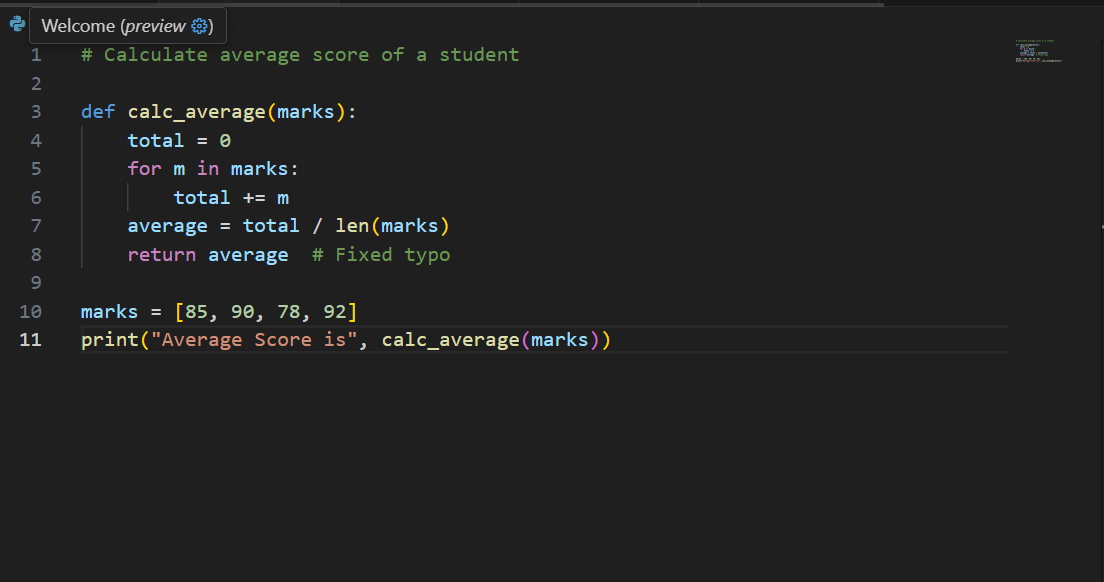 Welcome (preview)
1 # Calculate average score of a student
2
3 def calc_average(marks):
4     total = 0
5     for m in marks:
6         total += m
7     average = total / len(marks)
8     return average  # Fixed typo
9
10 marks = [85, 90, 78, 92]
11 print("Average Score is", calc_average(marks))